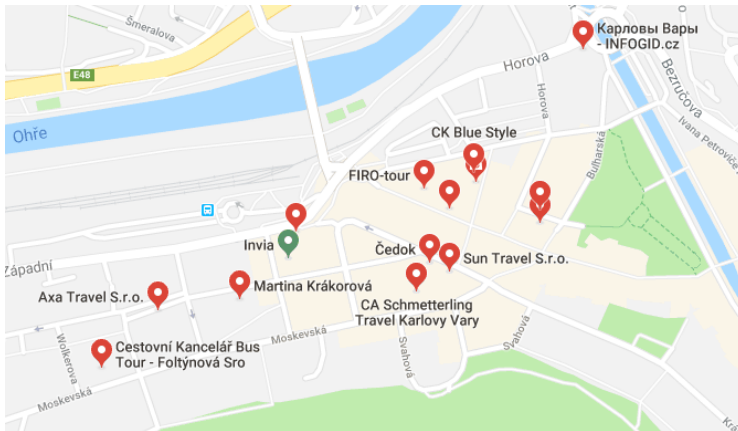 Šmeralova
E48
Ohře
Карловы Вары
- INFOGID.cz
Horova
Bezručova
Horova
Ivana Petroviče
CK Blue Style
Bulharská
FIRO-tour
Invia
Čedok
Sun Travel S.r.o.
Západní
Axa Travel S.r.o.
Martina Krákorová
CA Schmetterling
Travel Karlovy Vary
Moskevská
Svahová
Svahová
Wolkerova
Cestovní Kancelář Bus
Tour - Foltýnová Sro
Moskevská